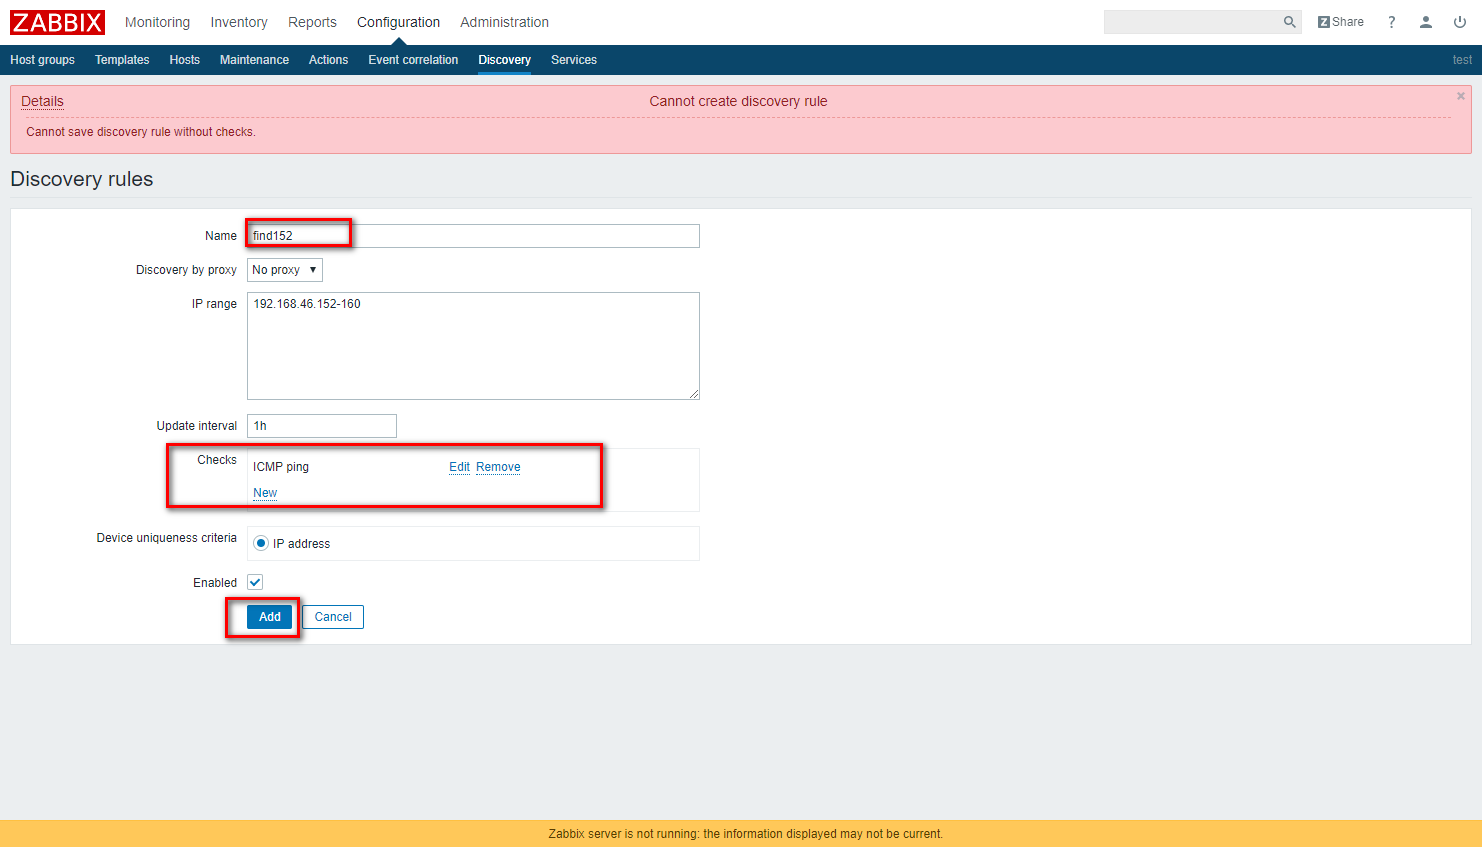 ZABBIX Monitoring Inventory Reports Configuration Administration Z Share ?
Host groups Templates Hosts Maintenance Actions Event correlation Discovery Services test
Details Cannot create discovery rule
Cannot save discovery rule without checks.
Discovery rules
Name find152
Discovery by proxy No proxy
IP range 192.168.46.152-160
Update interval 1h
Checks ICMP ping Edit Remove
New
Device uniqueness criteria IP address
Enabled
Add Cancel
Zabbix server is not running: the information displayed may not be current.